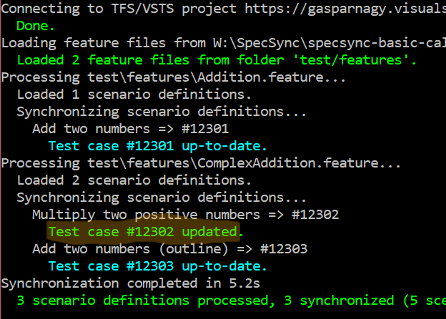 Connecting to TFS/VSTS project https://gasparnagy.visuals
Done.
Loading feature files from W:\SpecSync\specsync-basic-cal
Loaded 2 feature files from folder 'test/features'.
Processing test\features\Addition.feature...
Loaded 1 scenario definitions.
Synchronizing scenario definitions...
Add two numbers => #12301
Test case #12301 up-to-date.
Processing test\features\ComplexAddition.feature...
Loaded 2 scenario definitions.
Synchronizing scenario definitions...
Multiply two positive numbers => #12302
Test case #12302 updated.
Add two numbers (outline) => #12303
Test case #12303 up-to-date.
Synchronization completed in 5.2s
3 scenario definitions processed, 3 synchronized (5 sce